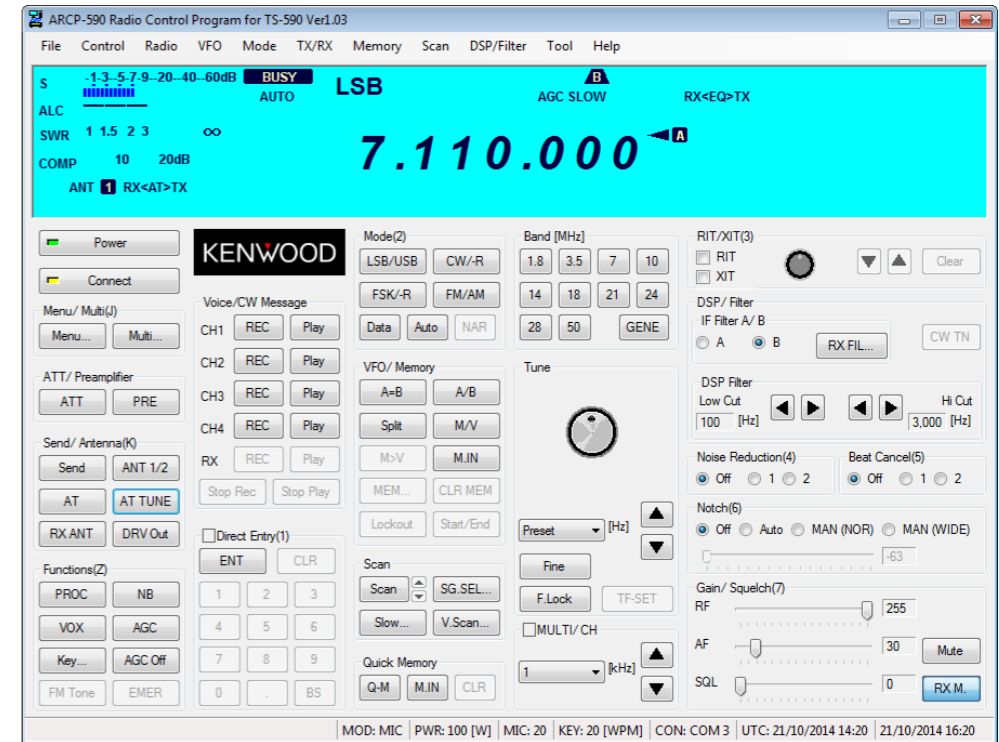 ARCP-590 Radio Control Program for TS-590 Ver1.03
File Control Radio VFO Mode TX/RX Memory Scan DSP/Filter Tool Help
S -1-3--5-7-9--20--40--60dB BUSY LSB B
AUTO AGC SLOW RX<EQ>TX
ALC
SWR 1 1.5 2 3 ∞
7.110.000 A
COMP 10 20dB
ANT 1 RX<AT>TX
Power
Connect
Menu/ Multi(J)
Menu... Multi...
ATT/ Preamplifier
ATT PRE
Send/ Antenna(K)
Send ANT 1/2
AT AT TUNE
RX ANT DRV Out
Functions(Z)
PROC NB
VOX AGC
Key... AGC Off
FM Tone EMER
KENWOOD
Voice/CW Message
CH1 REC Play
CH2 REC Play
CH3 REC Play
CH4 REC Play
RX REC Play
Stop Rec Stop Play
Direct Entry(1)
ENT CLR
1 2 3
4 5 6
7 8 9
0 . BS
Mode(2)
LSB/USB CW/-R
FSK/-R FM/AM
Data Auto NAR
VFO/ Memory
A=B A/B
Split M/V
M>V M.IN
MEM... CLR MEM
Lockout Start/End
Scan
Scan SG.SEL...
Slow... V.Scan...
Quick Memory
Q-M M.IN CLR
Band [MHz]
1.8 3.5 7 10
14 18 21 24
28 50 GENE
Tune
Preset [Hz]
Fine
F.Lock TF-SET
MULTI/ CH
1 [kHz]
RIT/XIT(3)
RIT
XIT
Clear
DSP/ Filter
IF Filter A/ B
A B RX FIL... CW TN
DSP Filter
Low Cut Hi Cut
100 [Hz] 3,000 [Hz]
Noise Reduction(4) Beat Cancel(5)
Off 1 2 Off 1 2
Notch(6)
Off Auto MAN (NOR) MAN (WIDE)
-63
Gain/ Squelch(7)
RF 255
AF 30 Mute
SQL 0 RX M.
MOD: MIC PWR: 100 [W] MIC: 20 KEY: 20 [WPM] CON: COM 3 UTC: 21/10/2014 14:20 21/10/2014 16:20